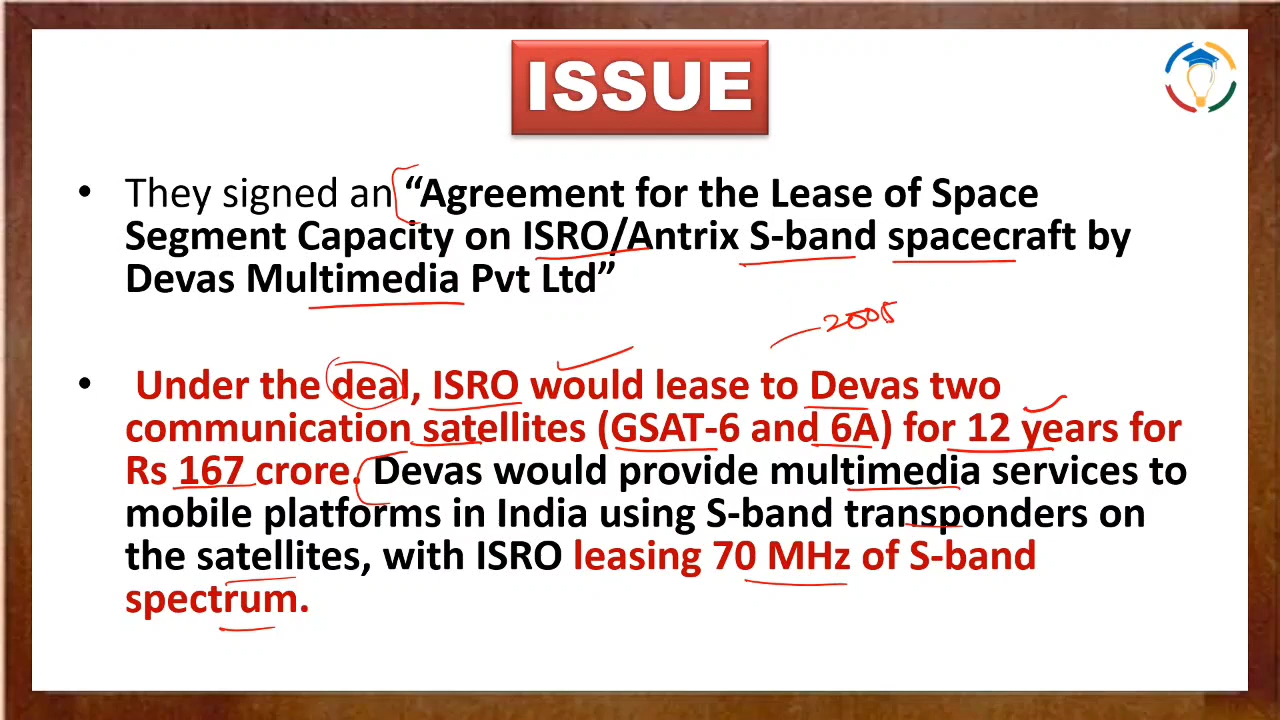 ISSUE
• They signed an “Agreement for the Lease of Space
Segment Capacity on ISRO/Antrix S-band spacecraft by
Devas Multimedia Pvt Ltd”
2005
• Under the deal, ISRO would lease to Devas two
communication satellites (GSAT-6 and 6A) for 12 years for
Rs 167 crore. Devas would provide multimedia services to
mobile platforms in India using S-band transponders on
the satellites, with ISRO leasing 70 MHz of S-band
spectrum.